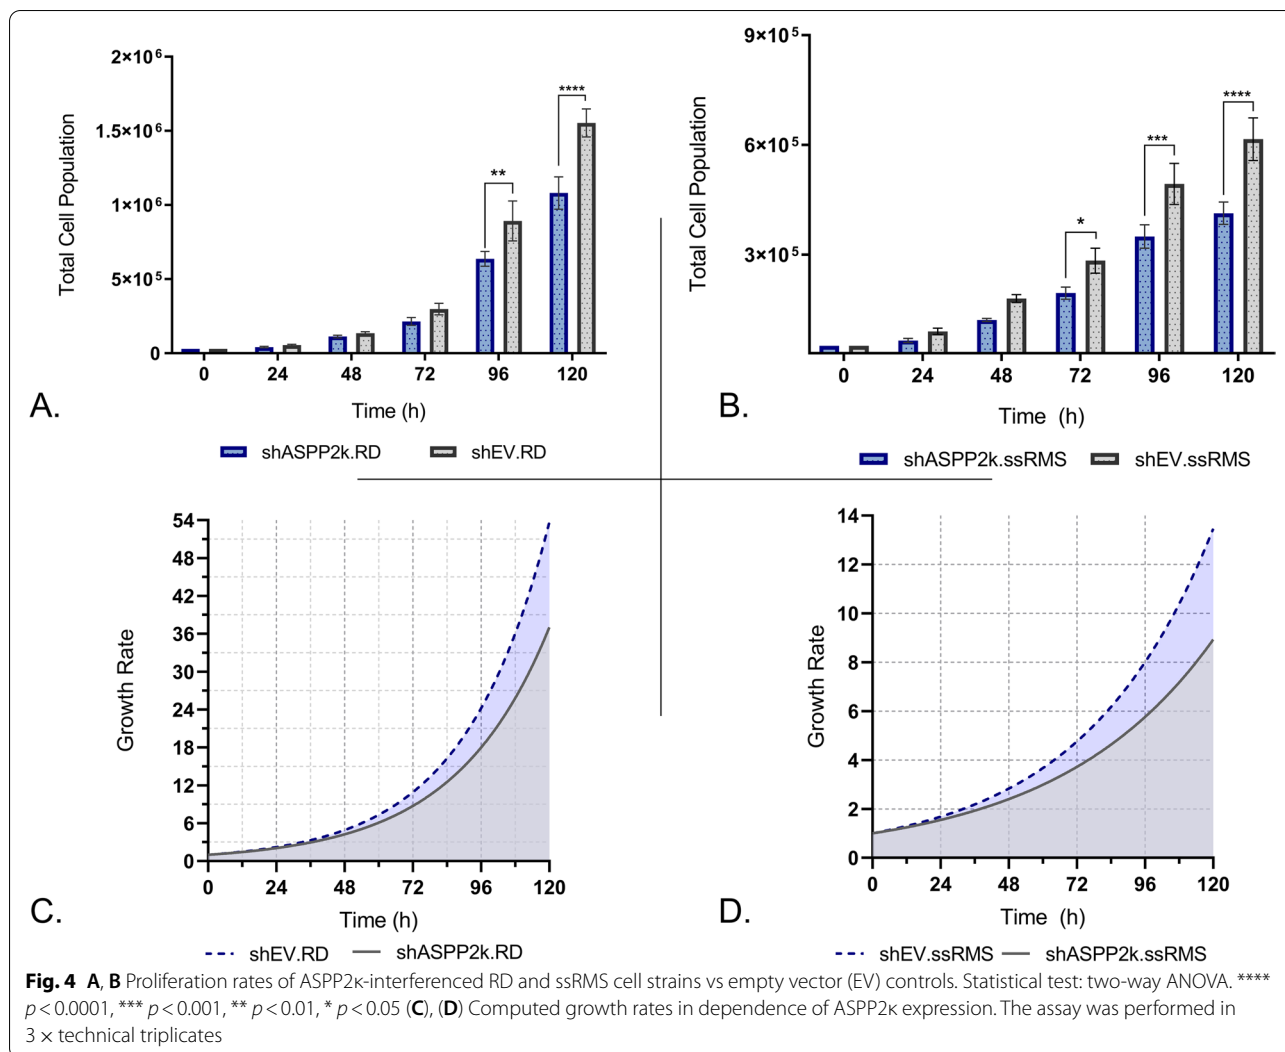 2×10⁶
1.5×10⁶
1×10⁶
5×10⁵
0
Total Cell Population
**
****
0 24 48 72 96 120
Time (h)
A.
shASPP2k.RD shEV.RD
9×10⁵
6×10⁵
3×10⁵
Total Cell Population
*
***
****
0 24 48 72 96 120
Time (h)
B.
shASPP2k.ssRMS shEV.ssRMS
54
48
42
36
30
24
18
12
6
0
Growth Rate
0 24 48 72 96 120
Time (h)
C.
shEV.RD shASPP2k.RD
14
12
10
8
6
4
2
0
Growth Rate
0 24 48 72 96 120
Time (h)
D.
shEV.ssRMS shASPP2k.ssRMS
Fig. 4 A, B Proliferation rates of ASPP2κ-interferenced RD and ssRMS cell strains vs empty vector (EV) controls. Statistical test: two-way ANOVA. ****
p < 0.0001, *** p < 0.001, ** p < 0.01, * p < 0.05 (C), (D) Computed growth rates in dependence of ASPP2κ expression. The assay was performed in
3 × technical triplicates